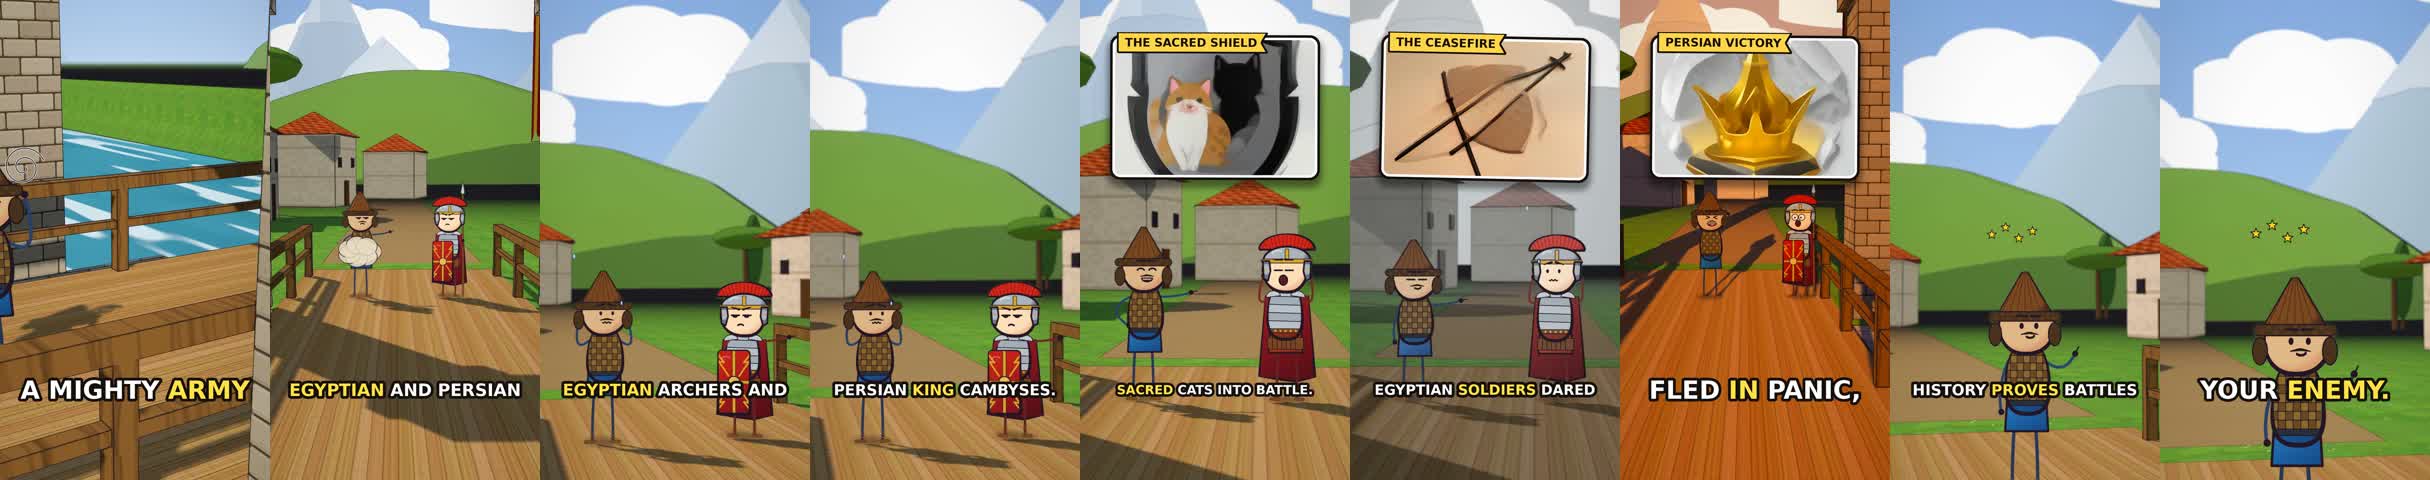 A MIGHTY ARMY
EGYPTIAN AND PERSIAN
EGYPTIAN ARCHERS AND
PERSIAN KING CAMBYSES.
THE SACRED SHIELD
SACRED CATS INTO BATTLE.
THE CEASEFIRE
EGYPTIAN SOLDIERS DARED
PERSIAN VICTORY
FLED IN PANIC,
HISTORY PROVES BATTLES
YOUR ENEMY.